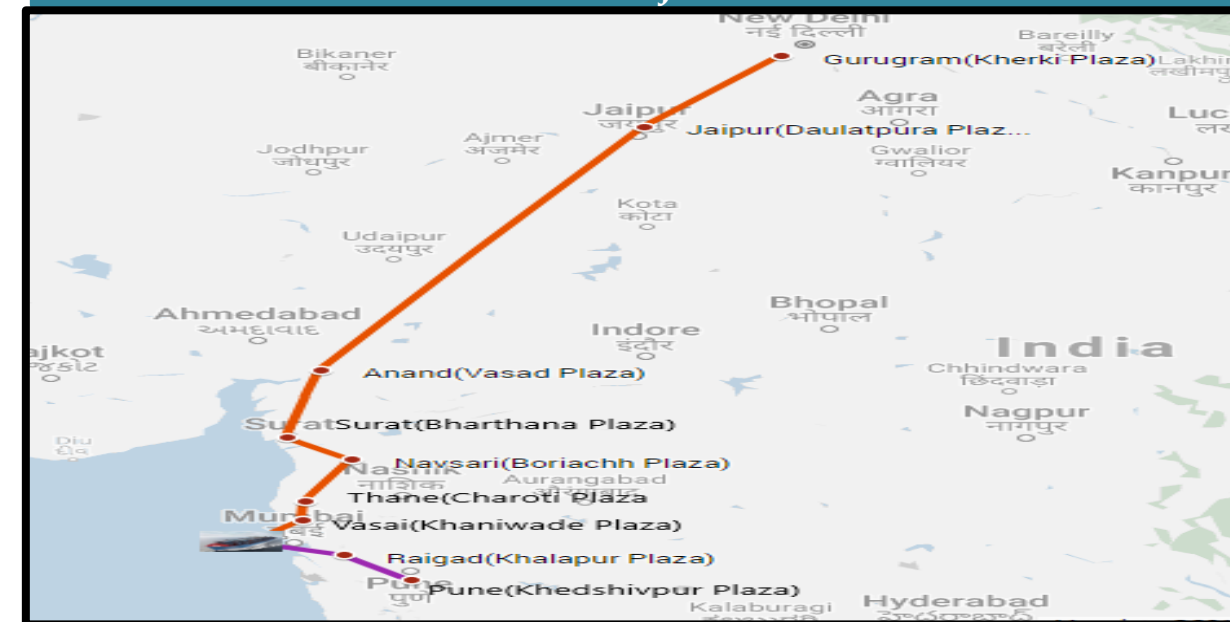 New Delhi
नई दिल्ली
Bikaner
बीकानेर
Bareilly
बरेली
Gurugram(Kherki Plaza)
Agra
आगरा
Jaipur
Jaipur(Daulatpura Plaz...
Ajmer
अजमेर
Jodhpur
जोधपुर
Gwalior
ग्वालियर
Kanpur
कानपुर
Kota
कोटा
Udaipur
उदयपुर
Ahmedabad
અમદાવાદ
Bhopal
भोपाल
Indore
इंदौर
India
ajkot
જકોટ
Chhindwara
छिंदवाड़ा
Anand(Vasad Plaza)
Nagpur
नागपुर
Surat
Surat(Bharthana Plaza)
Diu
દીવ
Navsari(Boriachh Plaza)
Nashik
नाशिक
Aurangabad
Thane(Charoti Plaza
Mumbai
Vasai(Khaniwade Plaza)
Raigad(Khalapur Plaza)
Pune
पुणे
Pune(Khedshivpur Plaza)
Kalaburagi
Hyderabad